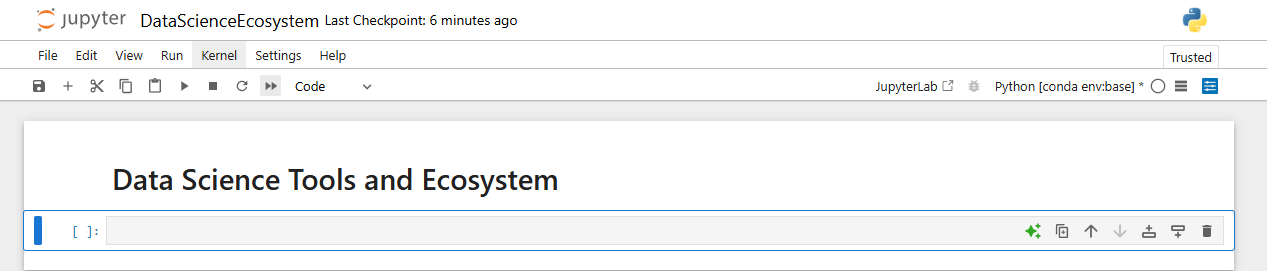 jupyter DataScienceEcosystem Last Checkpoint: 6 minutes ago
File Edit View Run Kernel Settings Help
Trusted
Code JupyterLab Python [conda env:base] *
Data Science Tools and Ecosystem
[ ]: